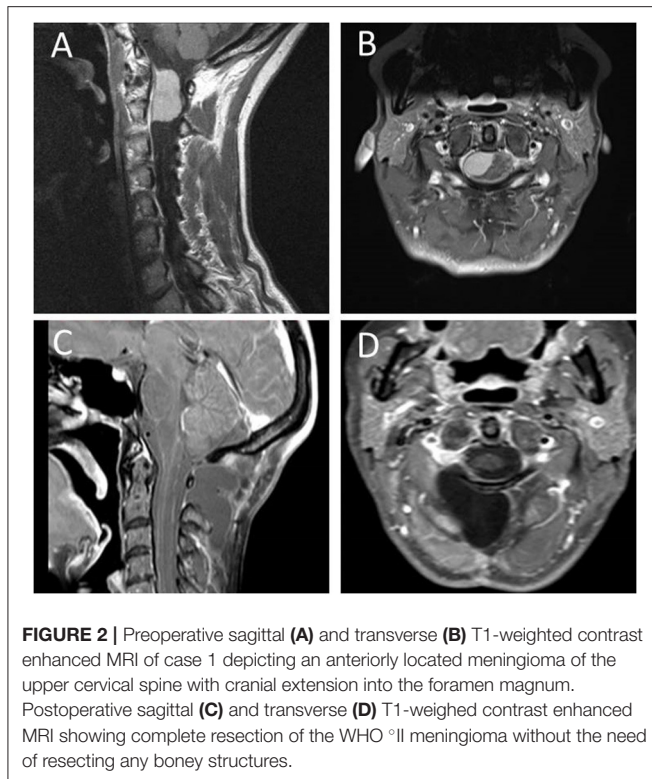 A
B
C
D
FIGURE 2 | Preoperative sagittal (A) and transverse (B) T1-weighted contrast
enhanced MRI of case 1 depicting an anteriorly located meningioma of the
upper cervical spine with cranial extension into the foramen magnum.
Postoperative sagittal (C) and transverse (D) T1-weighed contrast enhanced
MRI showing complete resection of the WHO °II meningioma without the need
of resecting any boney structures.